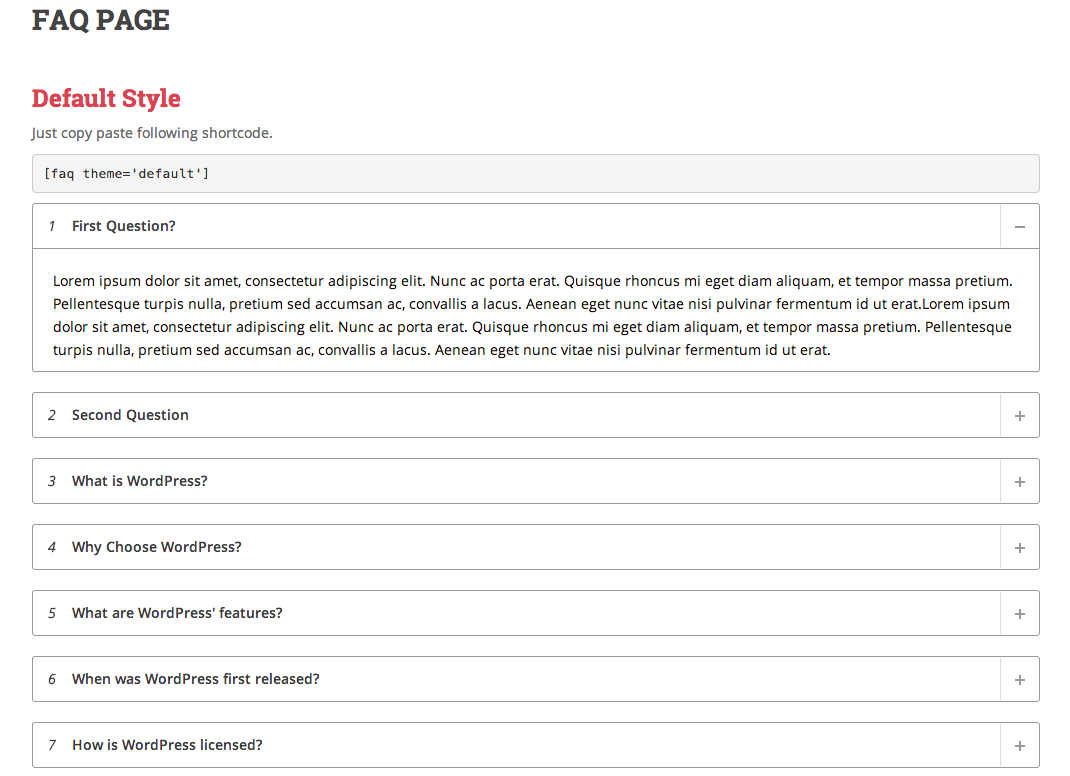 FAQ PAGE
Default Style
Just copy paste following shortcode.
[faq theme='default']
1 First Question? −
Lorem ipsum dolor sit amet, consectetur adipiscing elit. Nunc ac porta erat. Quisque rhoncus mi eget diam aliquam, et tempor massa pretium.
Pellentesque turpis nulla, pretium sed accumsan ac, convallis a lacus. Aenean eget nunc vitae nisi pulvinar fermentum id ut erat.Lorem ipsum
dolor sit amet, consectetur adipiscing elit. Nunc ac porta erat. Quisque rhoncus mi eget diam aliquam, et tempor massa pretium. Pellentesque
turpis nulla, pretium sed accumsan ac, convallis a lacus. Aenean eget nunc vitae nisi pulvinar fermentum id ut erat.
2 Second Question +
3 What is WordPress? +
4 Why Choose WordPress? +
5 What are WordPress' features? +
6 When was WordPress first released? +
7 How is WordPress licensed? +